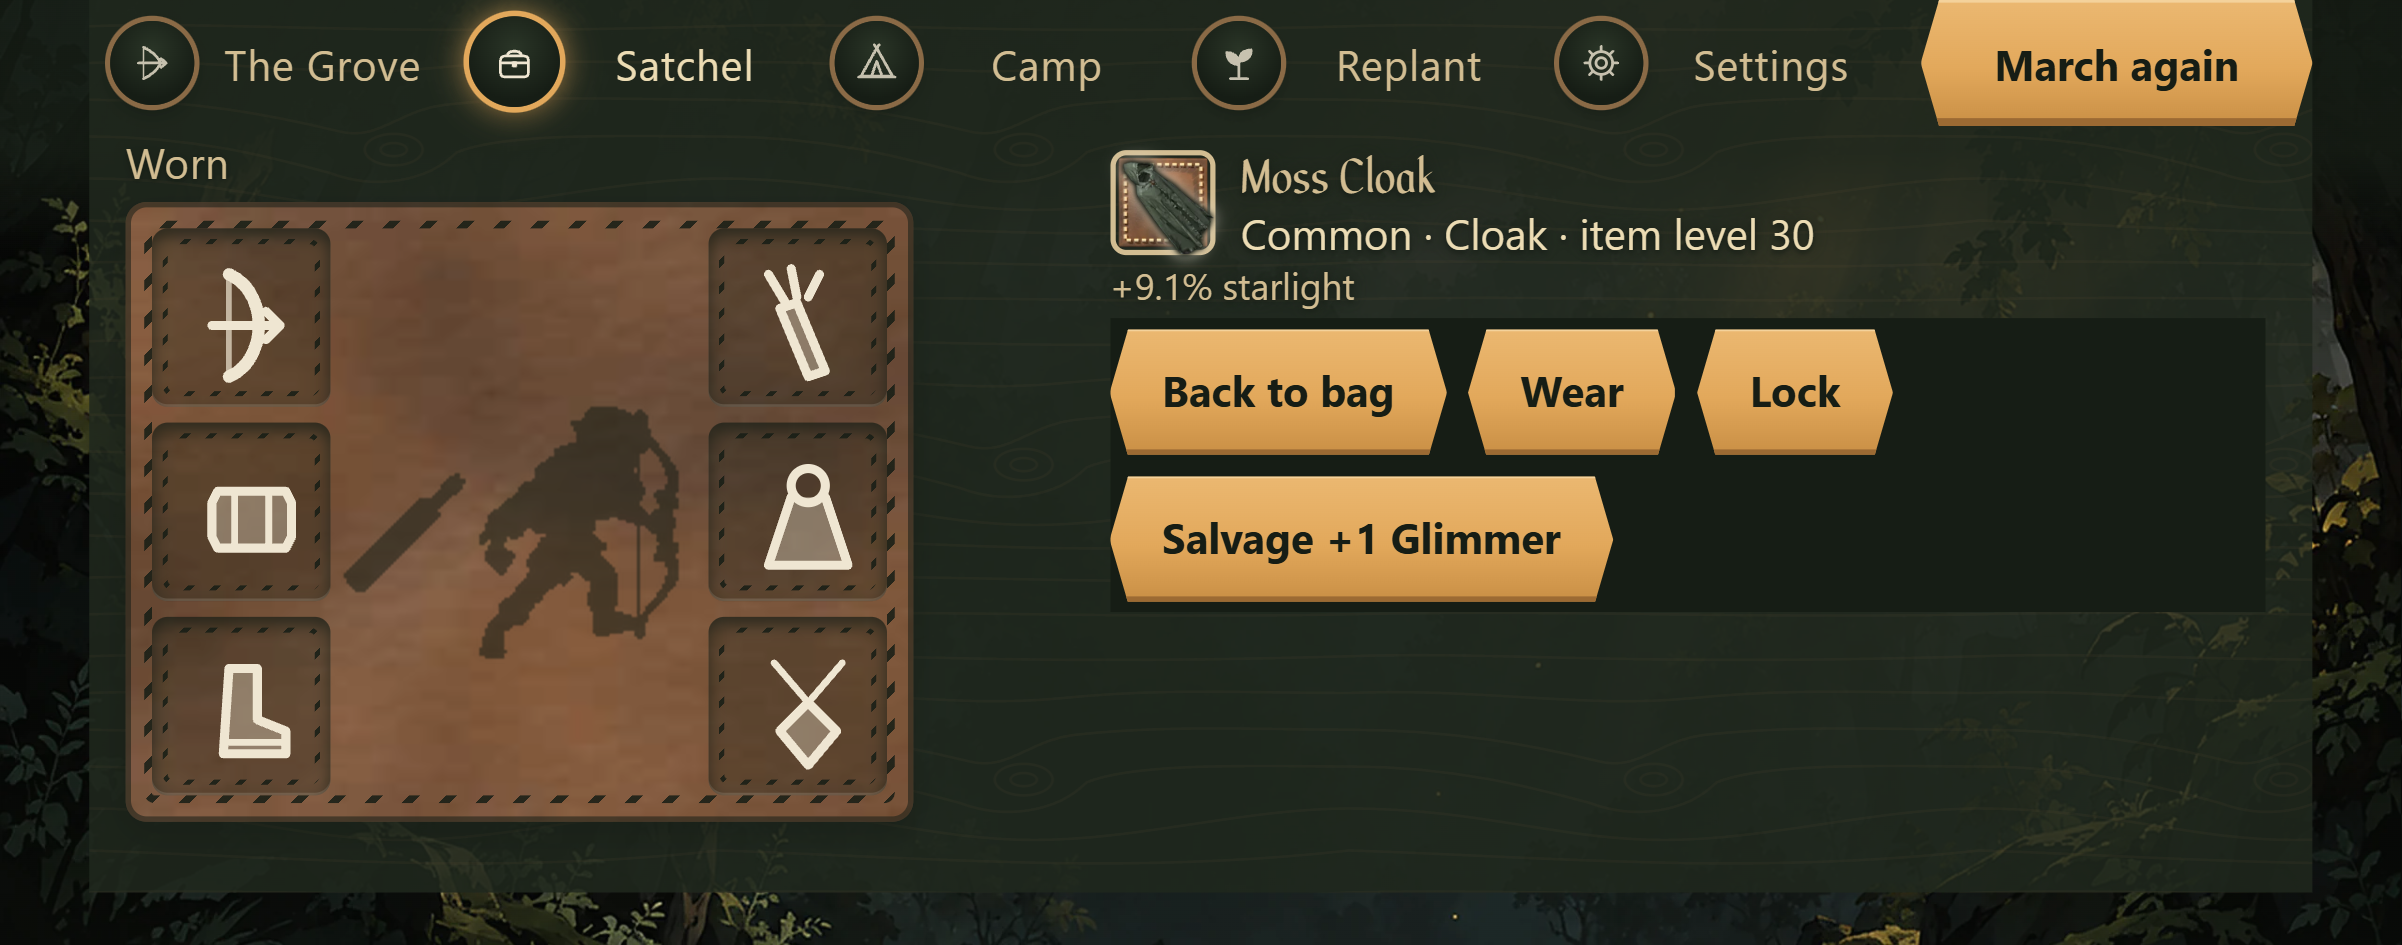 The Grove Satchel Camp Replant Settings March again
Worn
Moss Cloak
Common · Cloak · item level 30
+9.1% starlight
Back to bag Wear Lock
Salvage +1 Glimmer